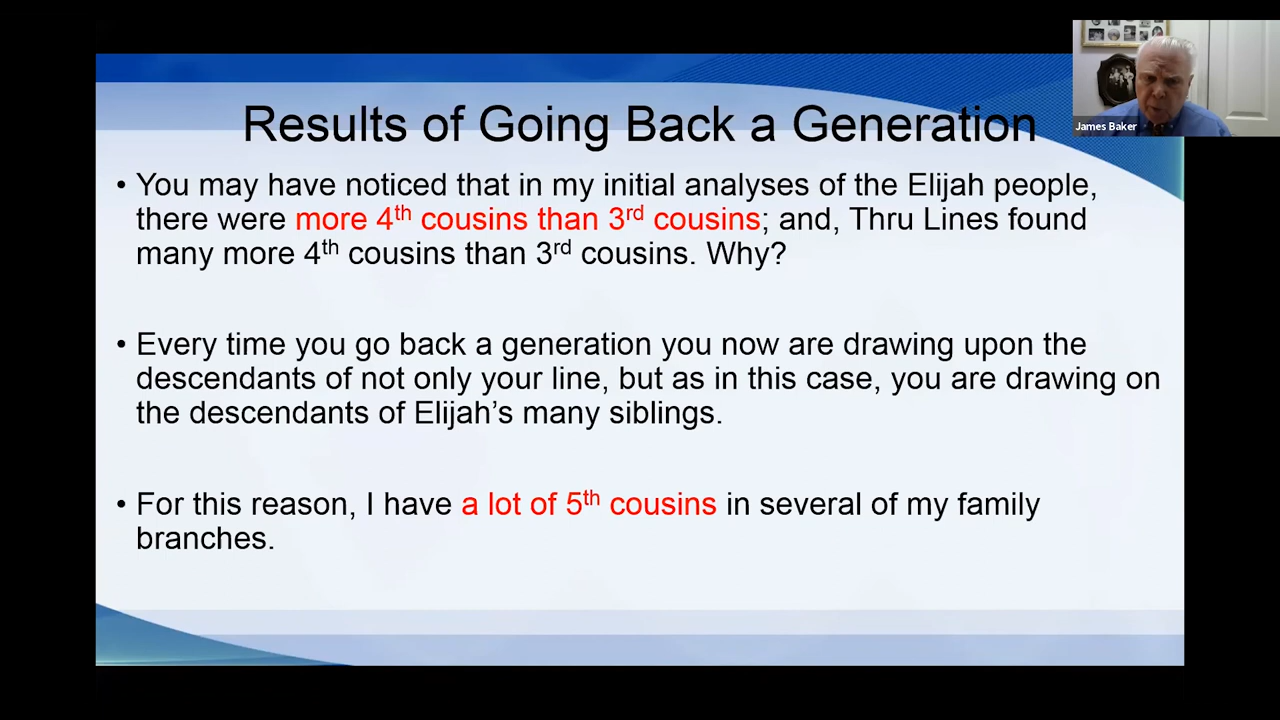 Results of Going Back a Generation
James Baker
• You may have noticed that in my initial analyses of the Elijah people,
there were more 4th cousins than 3rd cousins; and, Thru Lines found
many more 4th cousins than 3rd cousins. Why?
• Every time you go back a generation you now are drawing upon the
descendants of not only your line, but as in this case, you are drawing on
the descendants of Elijah’s many siblings.
• For this reason, I have a lot of 5th cousins in several of my family
branches.